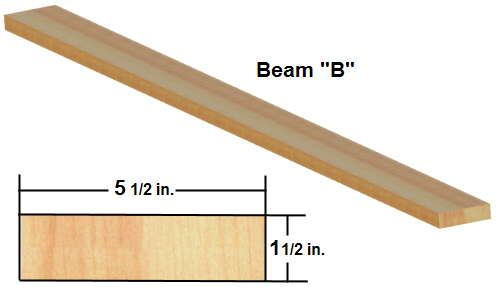 Beam "B"
5 1/2 in.
1 1/2 in.